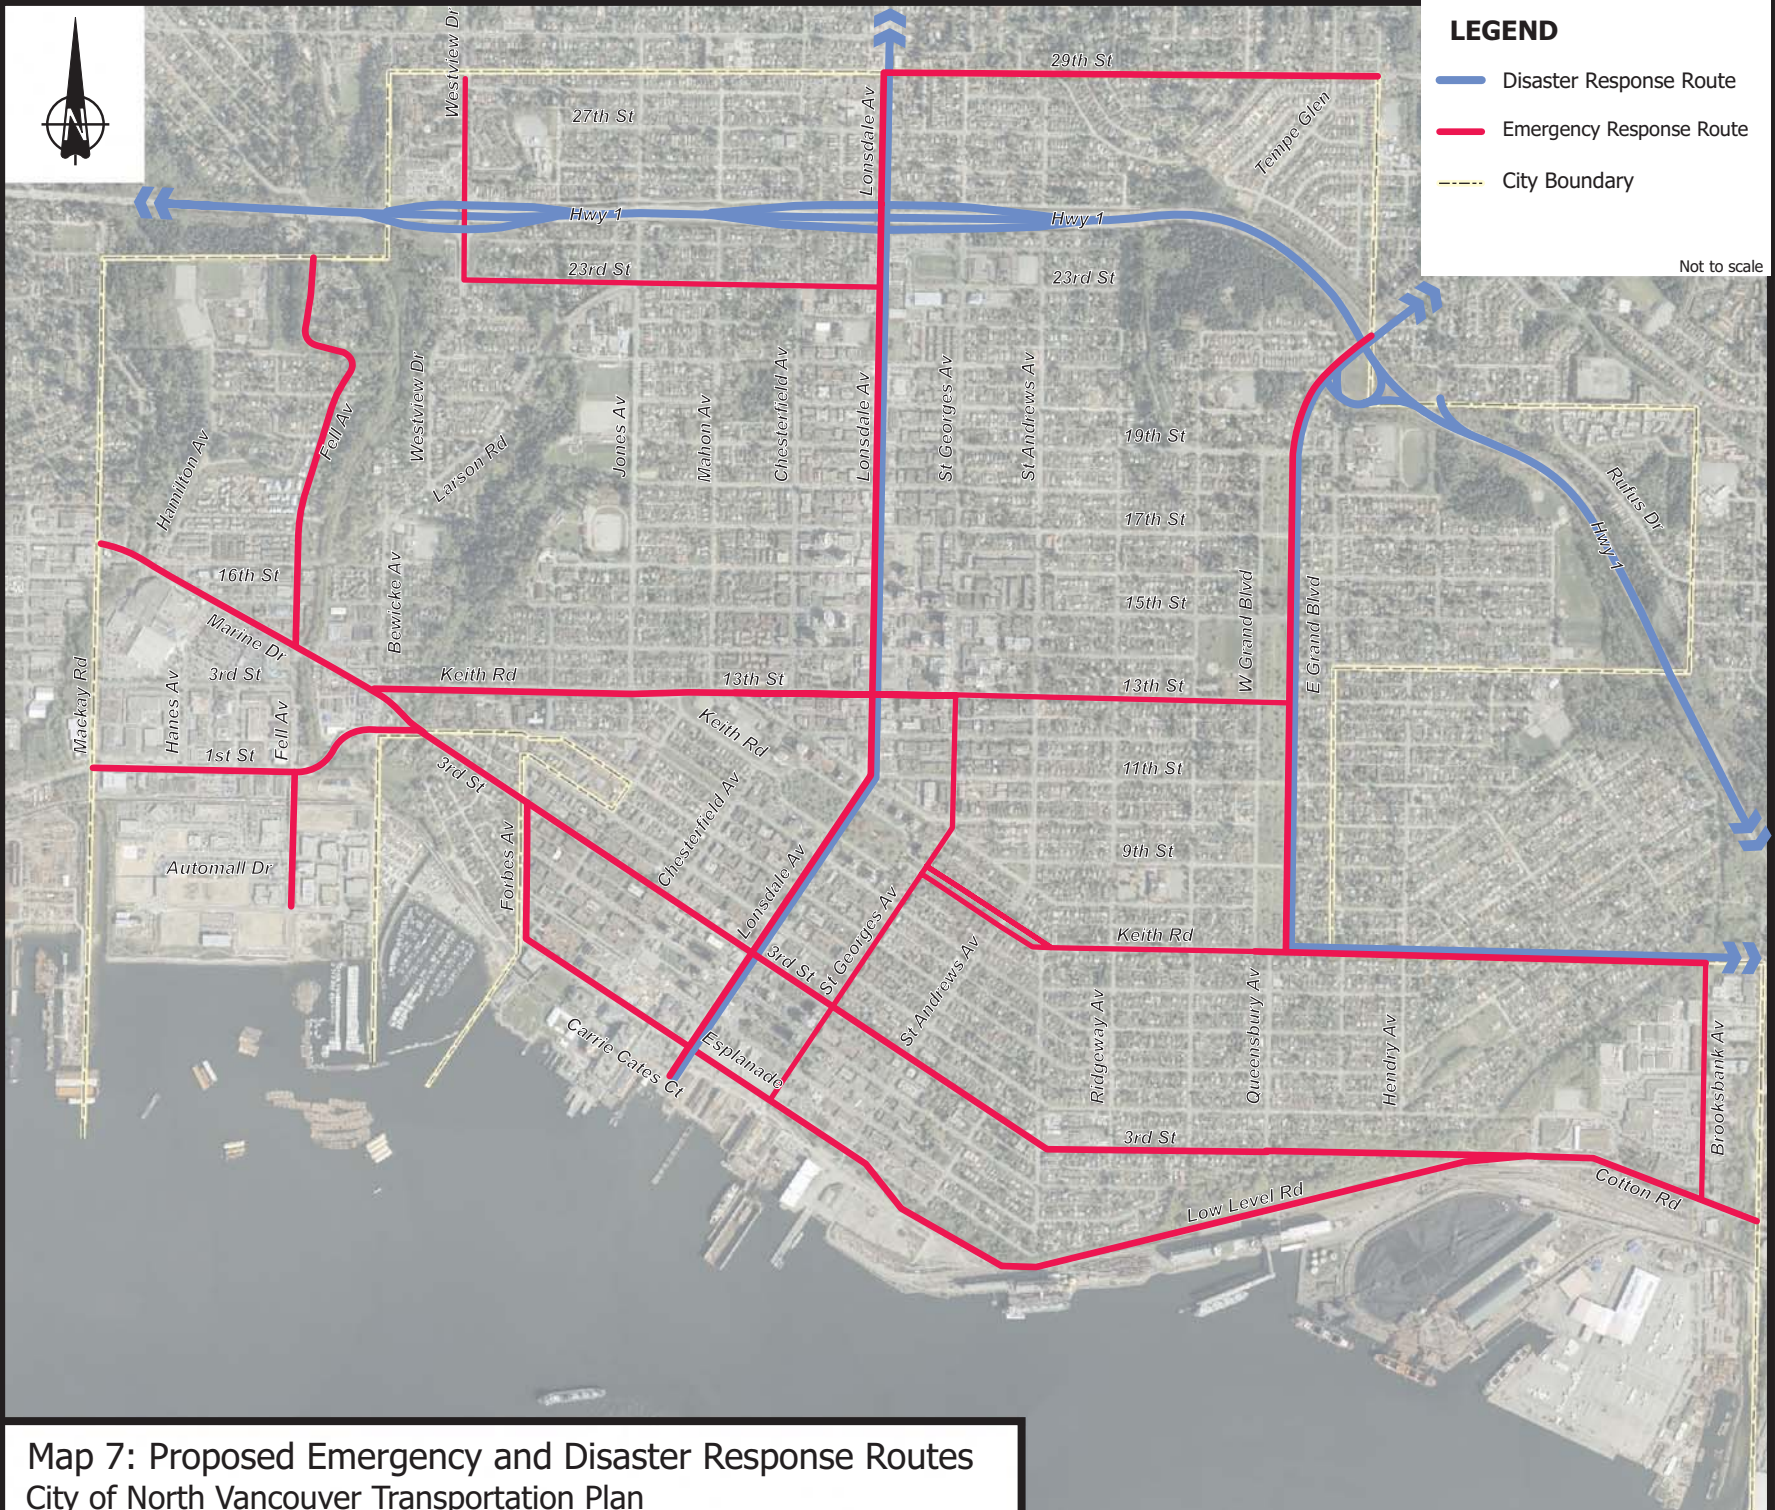 LEGEND
Disaster Response Route
Emergency Response Route
City Boundary
Not to scale
N
Westview Dr
29th St
27th St
Lonsdale Av
Tempe Glen
Hwy 1
Hwy 1
23rd St
23rd St
Hamilton Av
Fell Av
Westview Dr
Larson Rd
Jones Av
Mahon Av
Chesterfield Av
Lonsdale Av
St Georges Av
St Andrews Av
19th St
17th St
Rufus Dr
Hwy 1
16th St
Bewicke Av
15th St
W Grand Blvd
E Grand Blvd
Marine Dr
3rd St
Keith Rd
13th St
13th St
Mackay Rd
Hanes Av
Fell Av
1st St
Keith Rd
3rd St
11th St
Chesterfield Av
Automall Dr
Forbes Av
Lonsdale Av
9th St
St Georges Av
Keith Rd
3rd St
St Andrews Av
Carrie Cates Ct
Esplanade
Ridgeway Av
Queensbury Av
Hendry Av
Brooksbank Av
3rd St
Low Level Rd
Cotton Rd
Map 7: Proposed Emergency and Disaster Response Routes
City of North Vancouver Transportation Plan